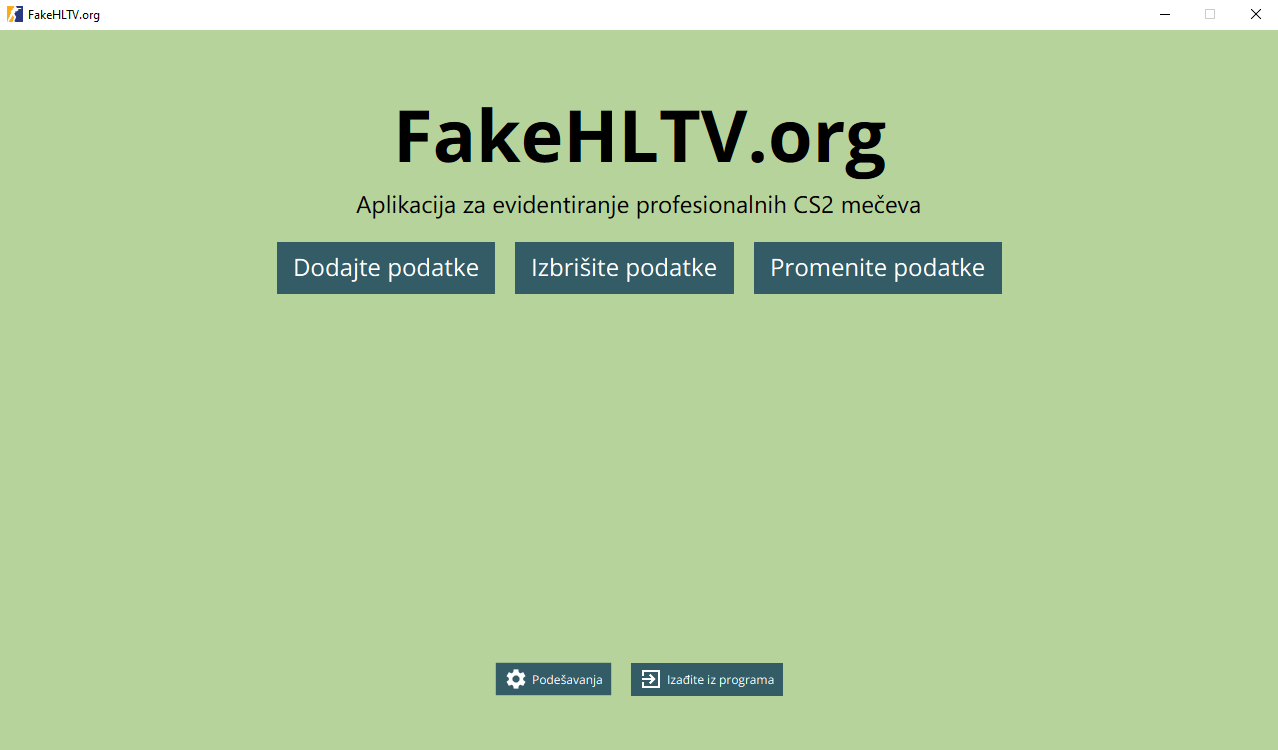 FakeHLTV.org
FakeHLTV.org
Aplikacija za evidentiranje profesionalnih CS2 mečeva
Dodajte podatke Izbrišite podatke Promenite podatke
Podešavanja Izađite iz programa